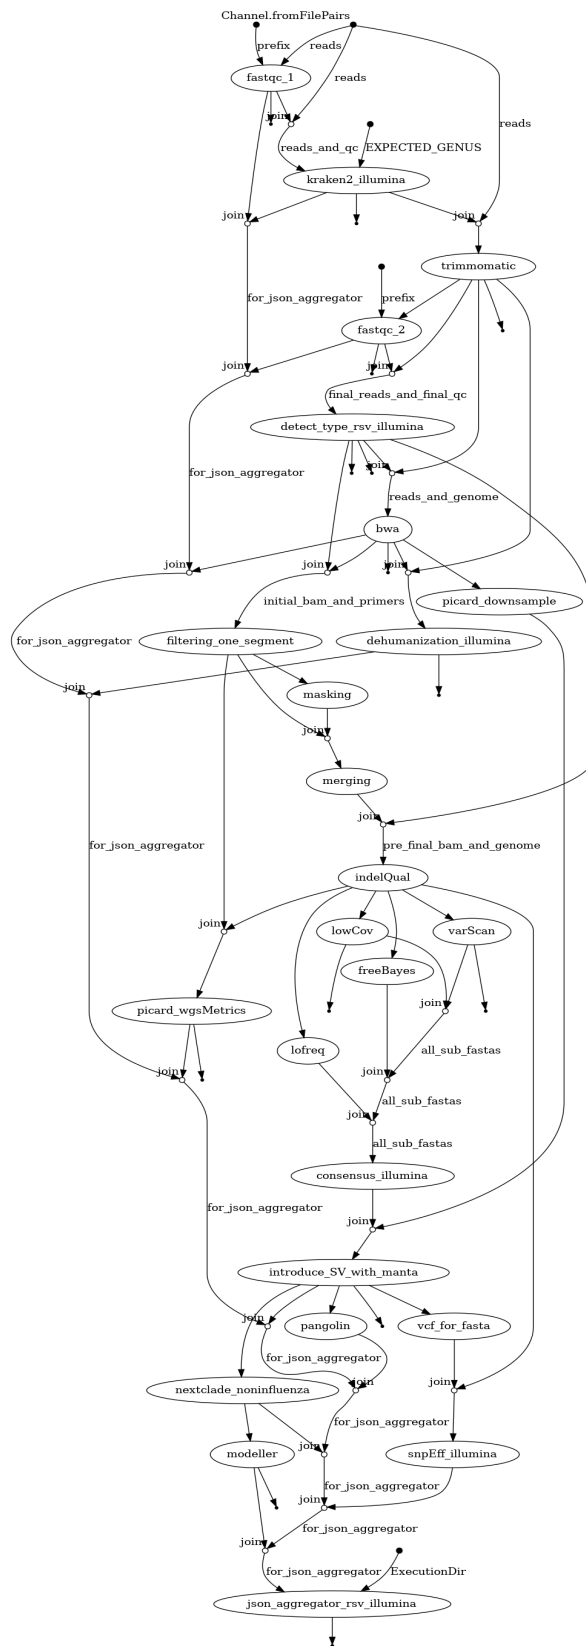 Channel.fromFilePairs
prefix
reads
fastqc_1
reads
join
reads
reads_and_qc
EXPECTED_GENUS
kraken2_illumina
join
join
trimmomatic
for_json_aggregator
prefix
fastqc_2
join
join
final_reads_and_final_qc
detect_type_rsv_illumina
join
for_json_aggregator
reads_and_genome
bwa
join
join
join
initial_bam_and_primers
picard_downsample
for_json_aggregator
filtering_one_segment
dehumanization_illumina
join
masking
join
merging
join
for_json_aggregator
pre_final_bam_and_genome
indelQual
join
lowCov
varScan
freeBayes
join
picard_wgsMetrics
lofreq
all_sub_fastas
join
join
all_sub_fastas
join
all_sub_fastas
consensus_illumina
for_json_aggregator
join
introduce_SV_with_manta
join
pangolin
vcf_for_fasta
for_json_aggregator
nextclade_noninfluenza
join
join
for_json_aggregator
join
modeller
snpEff_illumina
for_json_aggregator
join
for_json_aggregator
join
for_json_aggregator
ExecutionDir
json_aggregator_rsv_illumina